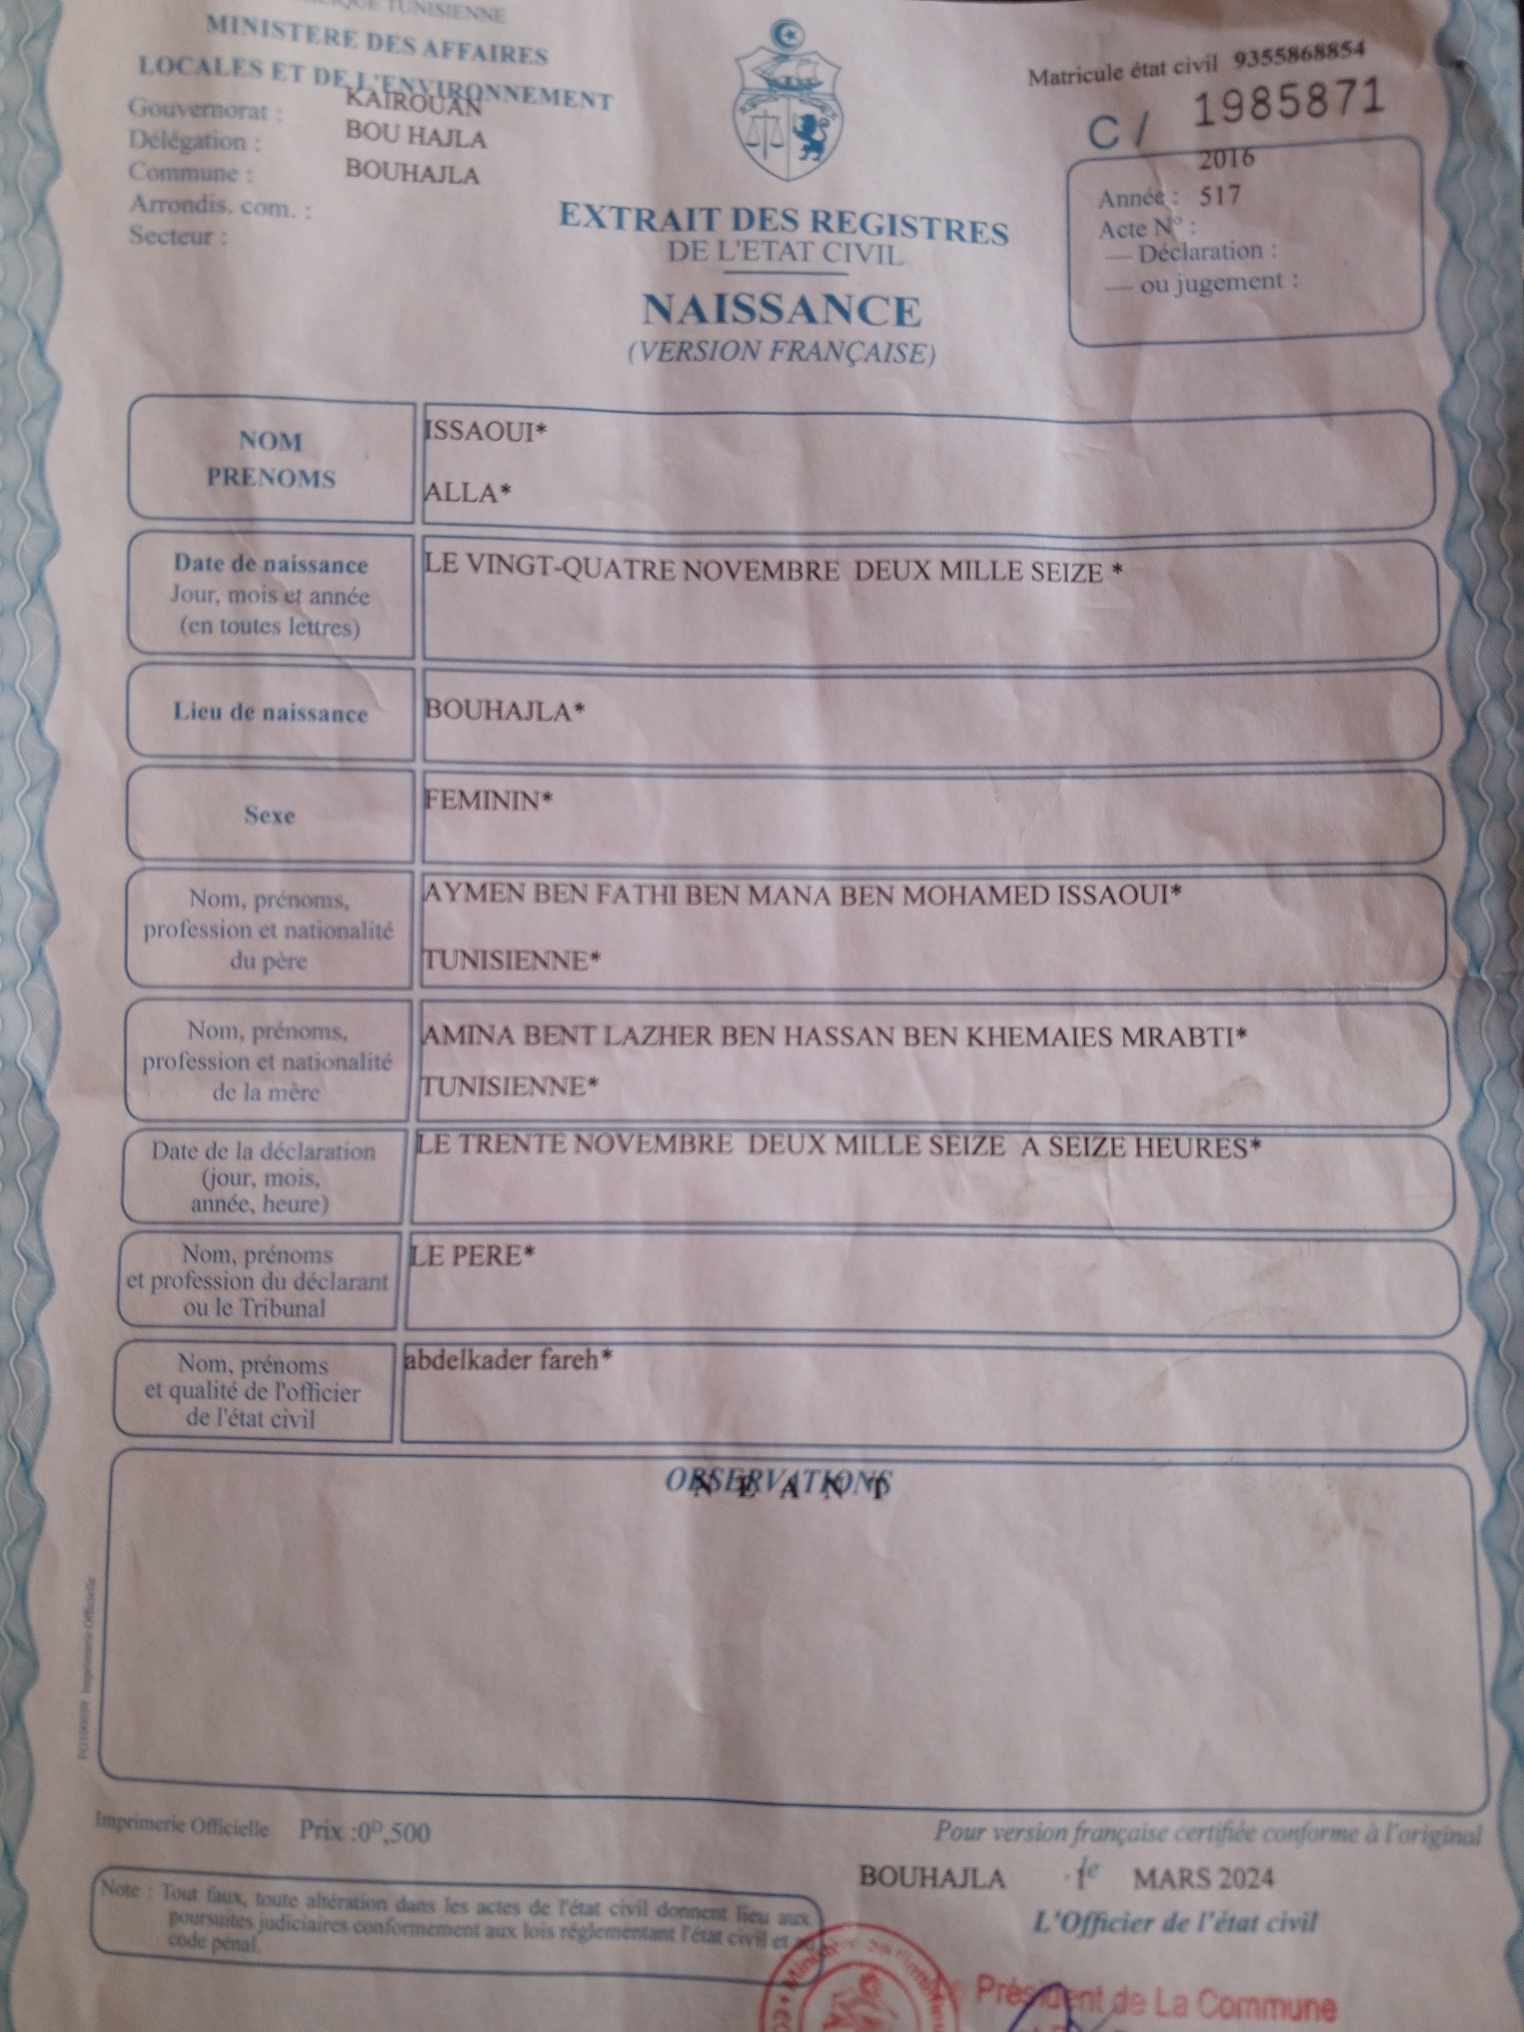 TUNISIENNE
MINISTERE DES AFFAIRES
LOCALES ET DE L'ENVIRONNEMENT
Gouvernorat : KAIROUAN
Délégation : BOU HAJLA
Commune : BOUHAJLA
Arrondis. com. :
Secteur :
Matricule état civil 9355868854
C / 1985871
2016
Année : 517
Acte N° :
— Déclaration :
— ou jugement :
EXTRAIT DES REGISTRES
DE L'ETAT CIVIL
NAISSANCE
(VERSION FRANÇAISE)
NOM
PRENOMS
ISSAOUI*
ALLA*
Date de naissance
Jour, mois et année
(en toutes lettres)
LE VINGT-QUATRE NOVEMBRE DEUX MILLE SEIZE *
Lieu de naissance
BOUHAJLA*
Sexe
FEMININ*
Nom, prénoms,
profession et nationalité
du père
AYMEN BEN FATHI BEN MANA BEN MOHAMED ISSAOUI*
TUNISIENNE*
Nom, prénoms,
profession et nationalité
de la mère
AMINA BENT LAZHER BEN HASSAN BEN KHEMAIES MRABTI*
TUNISIENNE*
Date de la déclaration
(jour, mois,
année, heure)
LE TRENTE NOVEMBRE DEUX MILLE SEIZE A SEIZE HEURES*
Nom, prénoms
et profession du déclarant
ou le Tribunal
LE PERE*
Nom, prénoms
et qualité de l'officier
de l'état civil
abdelkader fareh*
OBSERVATIONS
N E A N T
Imprimerie Officielle
Imprimerie Officielle Prix :0ᴰ,500
Pour version française certifiée conforme à l'original
BOUHAJLA 1e MARS 2024
L'Officier de l'état civil
Note : Tout faux, toute altération dans les actes de l'état civil donnent lieu aux
poursuites judiciaires conformement aux lois réglementant l'état civil et
code pénal.
Président de La Commune